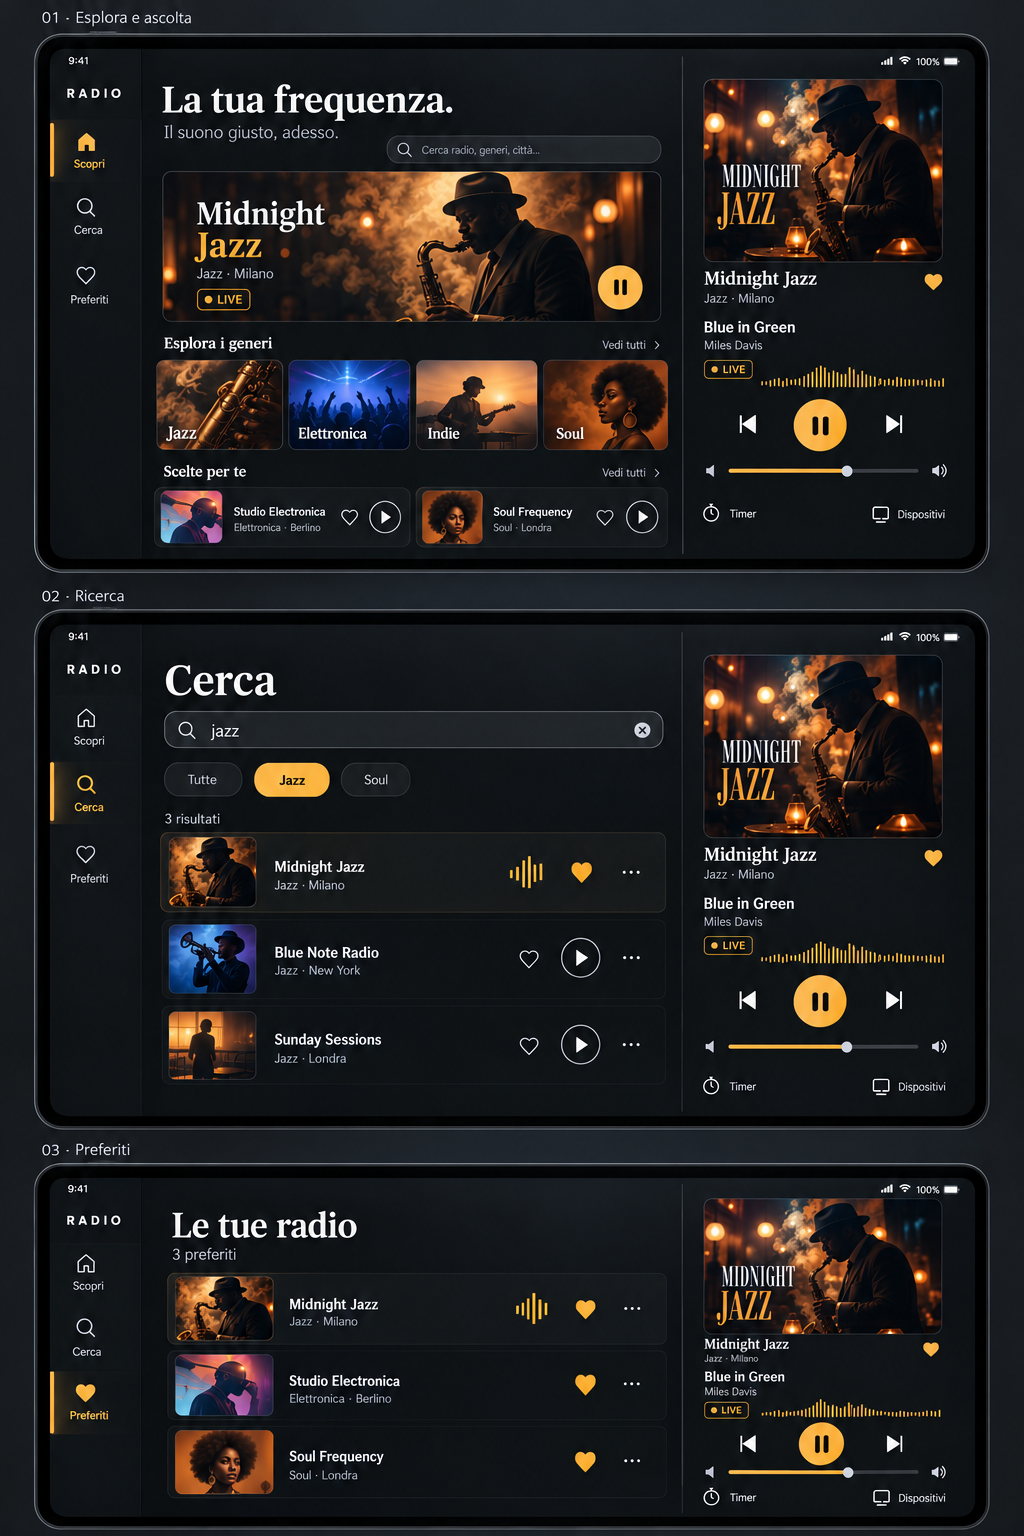 01 · Esplora e ascolta
9:41
100%
RADIO
Scopri
Cerca
Preferiti
La tua frequenza.
Il suono giusto, adesso.
Cerca radio, generi, città...
Midnight
Jazz
Jazz · Milano
LIVE
Esplora i generi
Vedi tutti
Jazz
Elettronica
Indie
Soul
Scelte per te
Vedi tutti
Studio Electronica
Elettronica · Berlino
Soul Frequency
Soul · Londra
MIDNIGHT
JAZZ
Midnight Jazz
Jazz · Milano
Blue in Green
Miles Davis
LIVE
Timer
Dispositivi
02 · Ricerca
9:41
100%
RADIO
Scopri
Cerca
Preferiti
Cerca
jazz
Tutte
Jazz
Soul
3 risultati
Midnight Jazz
Jazz · Milano
Blue Note Radio
Jazz · New York
Sunday Sessions
Jazz · Londra
MIDNIGHT
JAZZ
Midnight Jazz
Jazz · Milano
Blue in Green
Miles Davis
LIVE
Timer
Dispositivi
03 · Preferiti
9:41
100%
RADIO
Scopri
Cerca
Preferiti
Le tue radio
3 preferiti
Midnight Jazz
Jazz · Milano
Studio Electronica
Elettronica · Berlino
Soul Frequency
Soul · Londra
MIDNIGHT
JAZZ
Midnight Jazz
Jazz · Milano
Blue in Green
Miles Davis
LIVE
Timer
Dispositivi